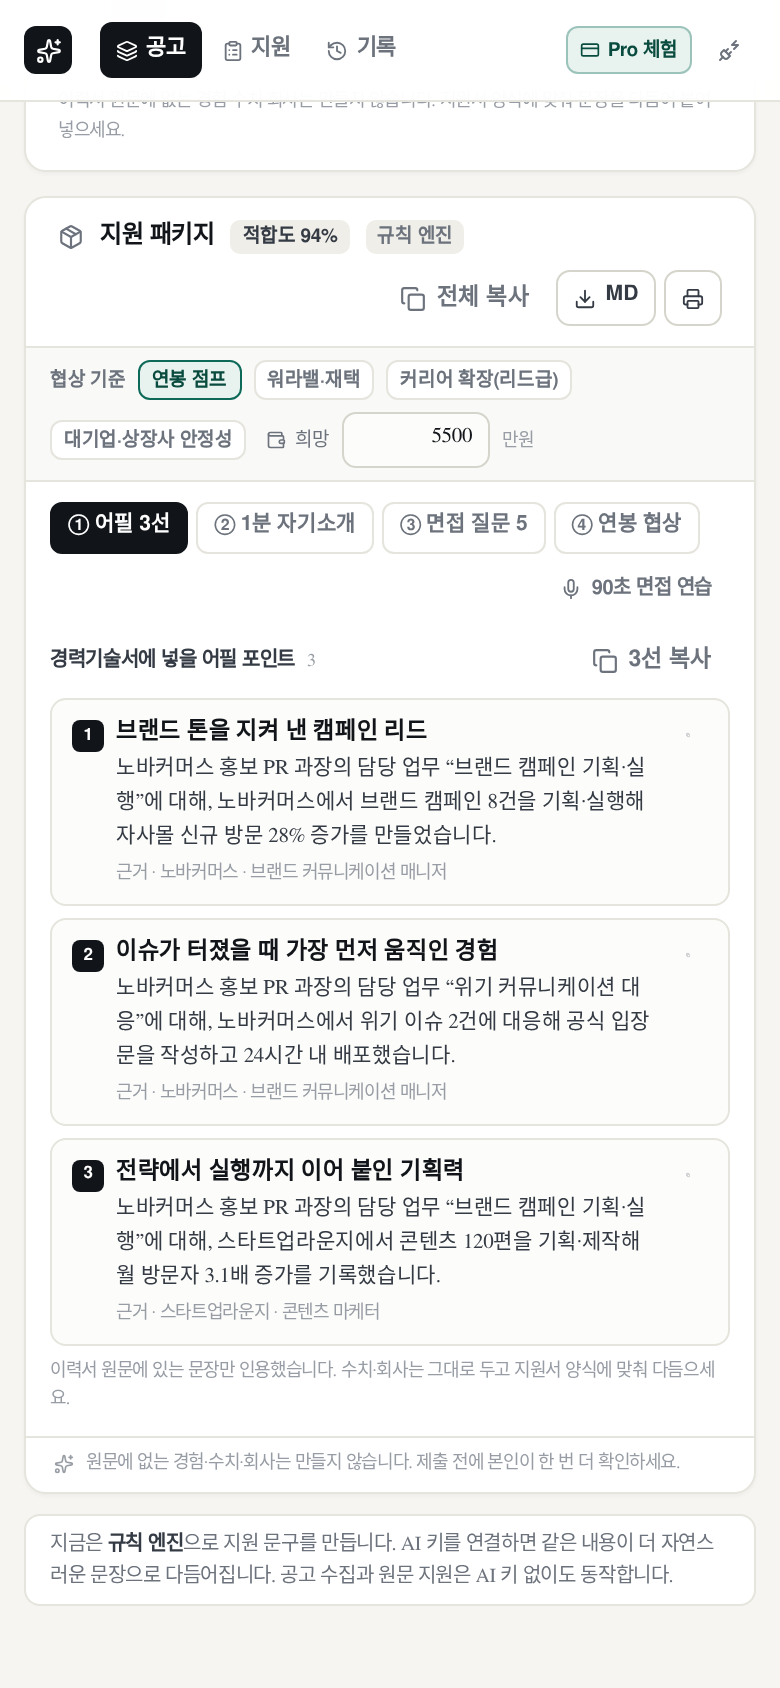 공고
지원
기록
Pro 체험
넣으세요.
지원 패키지
적합도 94%
규칙 엔진
전체 복사
MD
협상 기준
연봉 점프
워라밸·재택
커리어 확장(리드급)
대기업·상장사 안정성
희망
5500
만원
① 어필 3선
② 1분 자기소개
③ 면접 질문 5
④ 연봉 협상
90초 면접 연습
경력기술서에 넣을 어필 포인트 3
3선 복사
1
브랜드 톤을 지켜 낸 캠페인 리드
노바커머스 홍보 PR 과장의 담당 업무 “브랜드 캠페인 기획·실
행”에 대해, 노바커머스에서 브랜드 캠페인 8건을 기획·실행해
자사몰 신규 방문 28% 증가를 만들었습니다.
근거 · 노바커머스 · 브랜드 커뮤니케이션 매니저
2
이슈가 터졌을 때 가장 먼저 움직인 경험
노바커머스 홍보 PR 과장의 담당 업무 “위기 커뮤니케이션 대
응”에 대해, 노바커머스에서 위기 이슈 2건에 대응해 공식 입장
문을 작성하고 24시간 내 배포했습니다.
근거 · 노바커머스 · 브랜드 커뮤니케이션 매니저
3
전략에서 실행까지 이어 붙인 기획력
노바커머스 홍보 PR 과장의 담당 업무 “브랜드 캠페인 기획·실
행”에 대해, 스타트업라운지에서 콘텐츠 120편을 기획·제작해
월 방문자 3.1배 증가를 기록했습니다.
근거 · 스타트업라운지 · 콘텐츠 마케터
이력서 원문에 있는 문장만 인용했습니다. 수치·회사는 그대로 두고 지원서 양식에 맞춰 다듬으세
요.
원문에 없는 경험·수치·회사는 만들지 않습니다. 제출 전에 본인이 한 번 더 확인하세요.
지금은 규칙 엔진으로 지원 문구를 만듭니다. AI 키를 연결하면 같은 내용이 더 자연스
러운 문장으로 다듬어집니다. 공고 수집과 원문 지원은 AI 키 없이도 동작합니다.